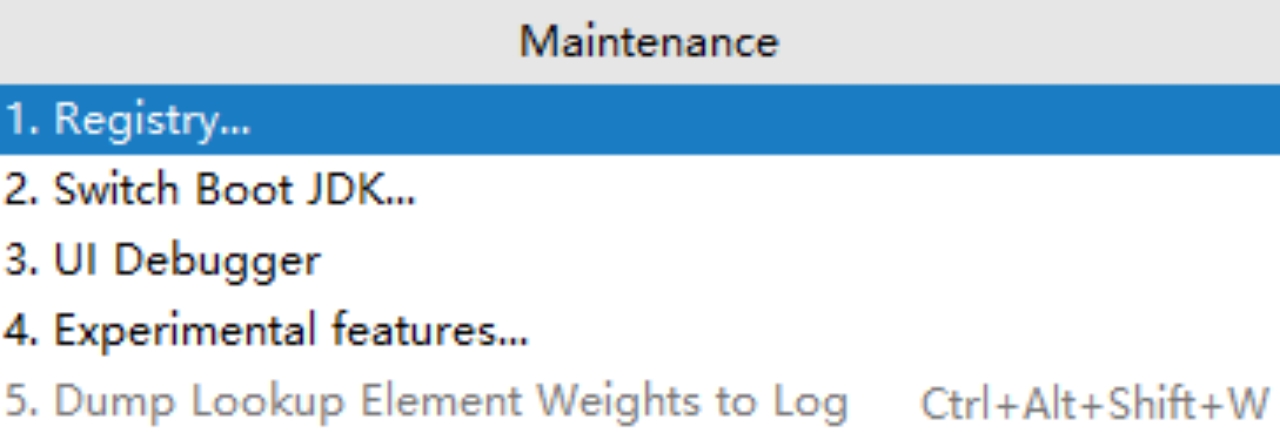 Maintenance
1. Registry...
2. Switch Boot JDK...
3. UI Debugger
4. Experimental features...
5. Dump Lookup Element Weights to Log Ctrl+Alt+Shift+W